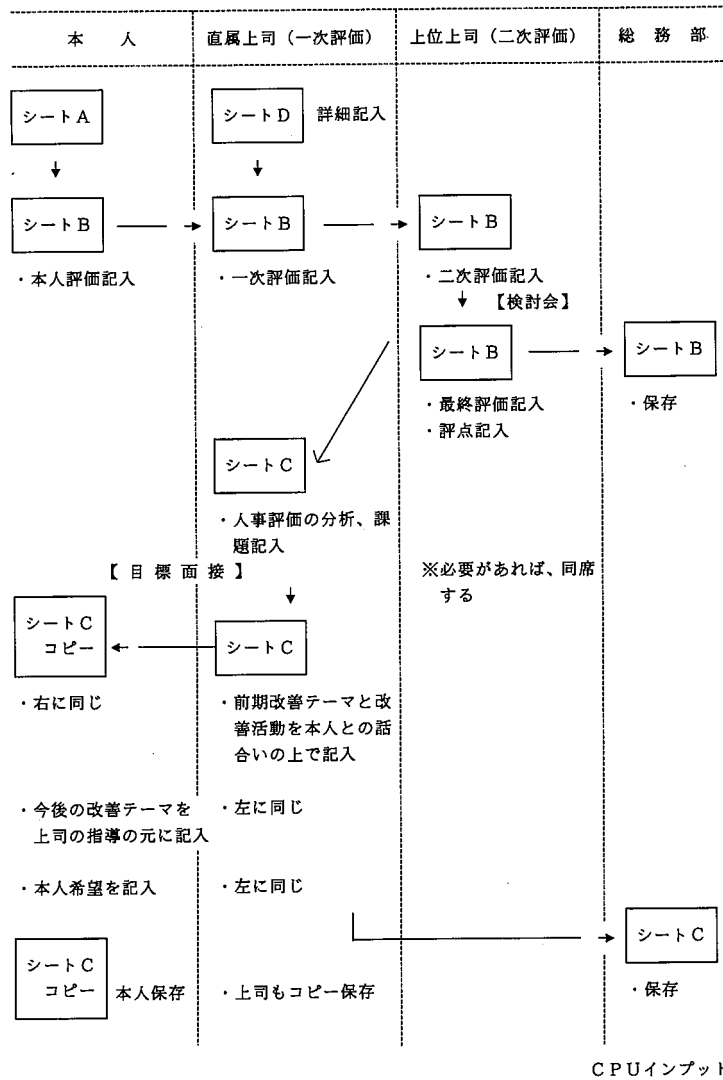 本人
直属上司（一次評価）
上位上司（二次評価）
総務部
シートA
シートD
詳細記入
シートB
シートB
シートB
・本人評価記入
・一次評価記入
・二次評価記入
【検討会】
シートB
シートB
・最終評価記入
・評点記入
・保存
シートC
・人事評価の分析、課
題記入
【目標面接】
※必要があれば、同席
する
シートC
コピー
シートC
・右に同じ
・前期改善テーマと改
善活動を本人との話
合いの上で記入
・今後の改善テーマを
上司の指導の元に記入
・左に同じ
・本人希望を記入
・左に同じ
シートC
シートC
コピー
本人保存
・上司もコピー保存
・保存
CPUインプット